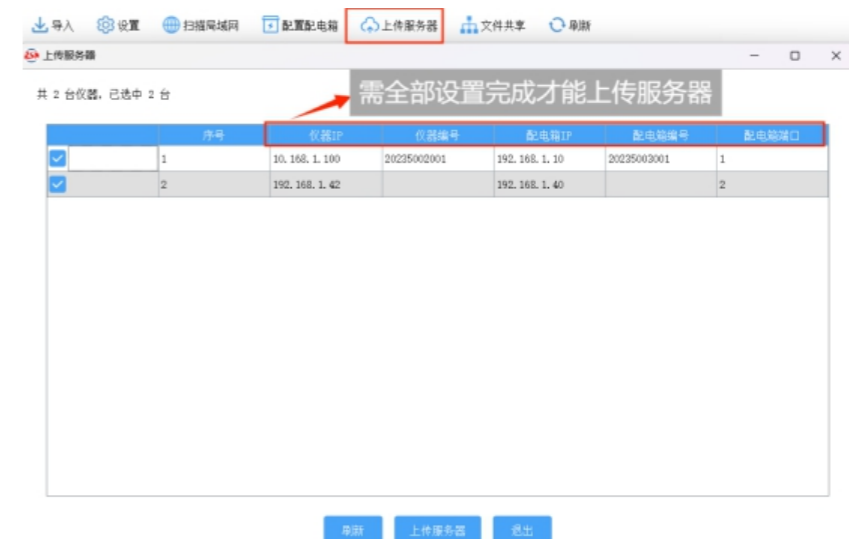 导入 设置 扫描局域网 配置配电箱 上传服务器 文件共享 刷新
上传服务器
共 2 台仪器, 已选中 2 台
需全部设置完成才能上传服务器
序号 仪器IP 仪器编号 配电箱IP 配电箱编号 配电箱端口
1 10.168.1.100 20235002001 192.168.1.10 20235003001 1
2 192.168.1.42 192.168.1.40 2
刷新 上传服务器 退出